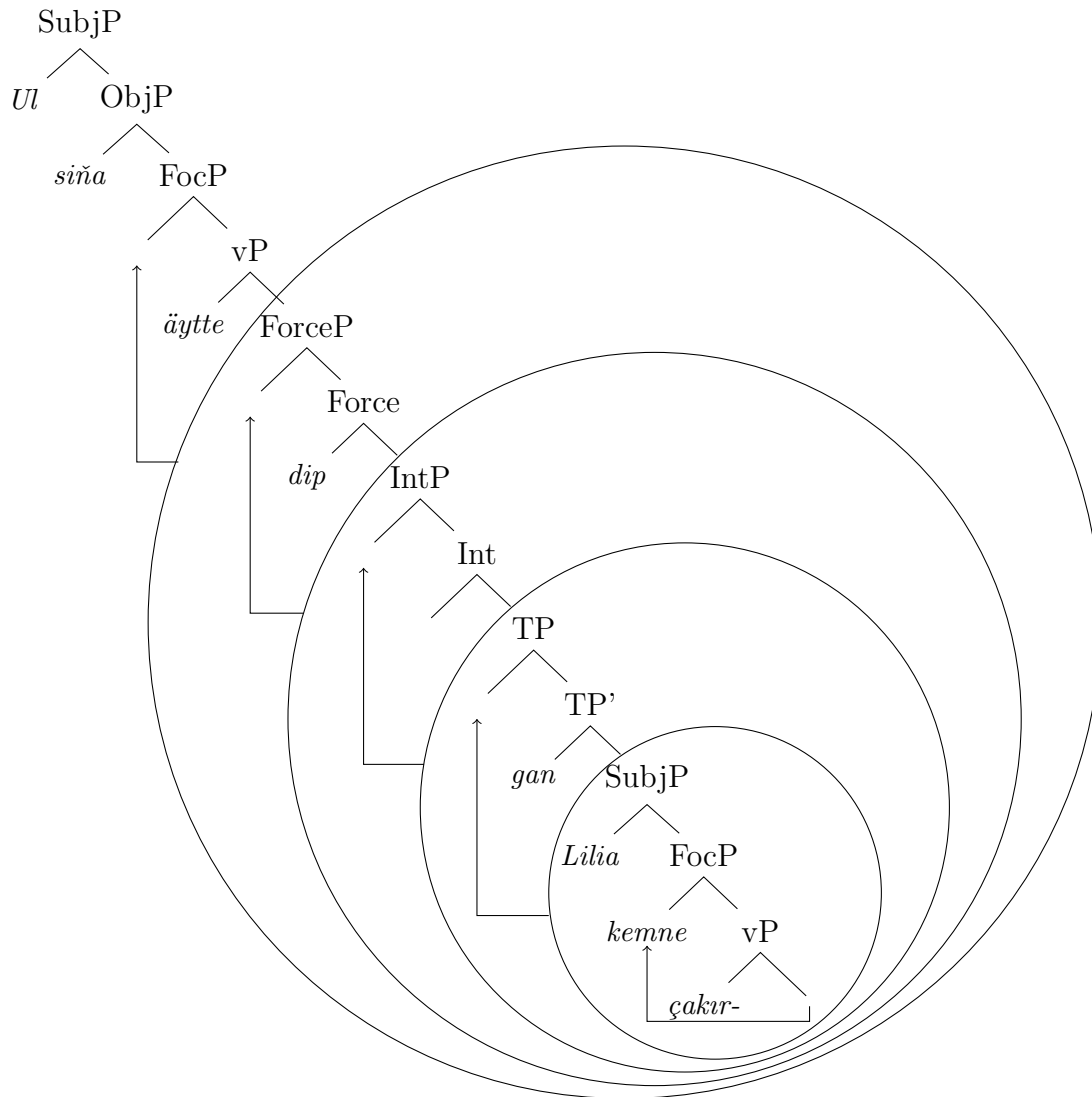 SubjP
Ul ObjP
siňa FocP
vP
äytte ForceP
Force
dip IntP
Int
TP
TP'
gan SubjP
Lilia FocP
kemne vP
çakır-